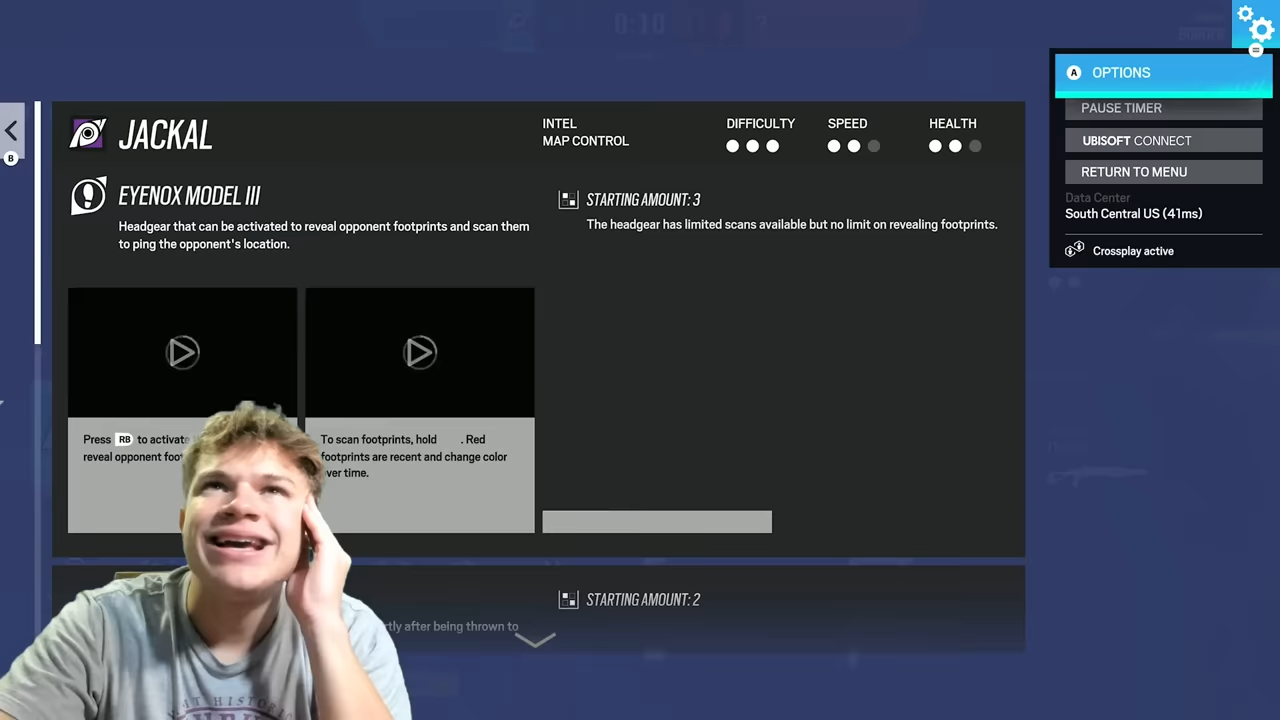 0:10
OPTIONS
PAUSE TIMER
UBISOFT CONNECT
RETURN TO MENU
Data Center
South Central US (41ms)
Crossplay active
JACKAL
INTEL
MAP CONTROL
DIFFICULTY
SPEED
HEALTH
EYENOX MODEL III
Headgear that can be activated to reveal opponent footprints and scan them
to ping the opponent's location.
STARTING AMOUNT: 3
The headgear has limited scans available but no limit on revealing footprints.
Press RB to activate
reveal opponent
To scan footprints, hold . Red
footprints are recent and change color
over time.
STARTING AMOUNT: 2
after being thrown to
A
B
HISTORIC